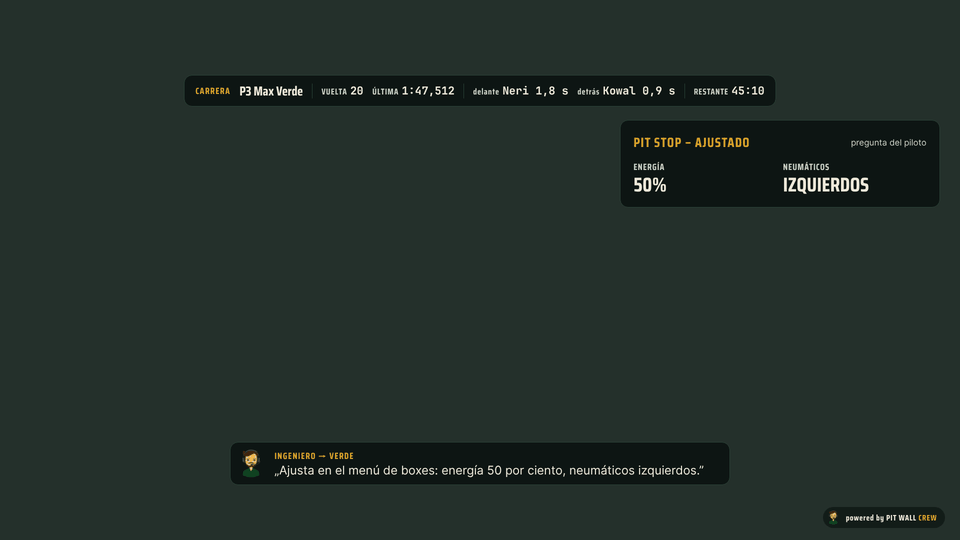 CARRERA P3 Max Verde VUELTA 20 ÚLTIMA 1:47,512 delante Neri 1,8 s detrás Kowal 0,9 s RESTANTE 45:10
PIT STOP – AJUSTADO pregunta del piloto
ENERGÍA NEUMÁTICOS
50% IZQUIERDOS
INGENIERO → VERDE
„Ajusta en el menú de boxes: energía 50 por ciento, neumáticos izquierdos.”
powered by PIT WALL CREW